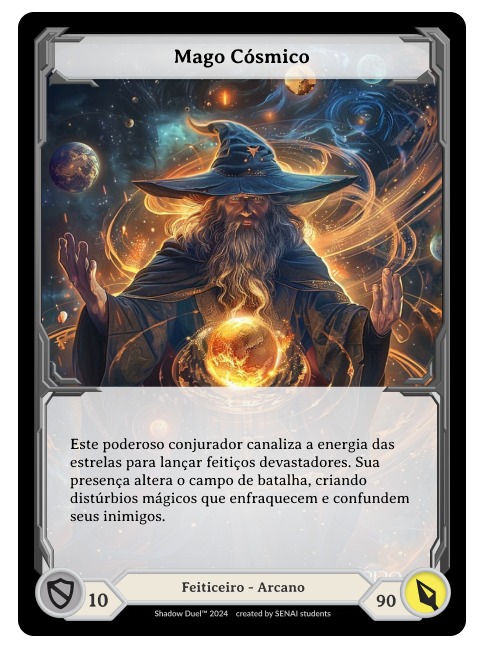 Mago Cósmico
Este poderoso conjurador canaliza a energia das
estrelas para lançar feitiços devastadores. Sua
presença altera o campo de batalha, criando
distúrbios mágicos que enfraquecem e confundem
seus inimigos.
Feiticeiro - Arcano
10
90
Shadow Duel™ 2024 created by SENAI students